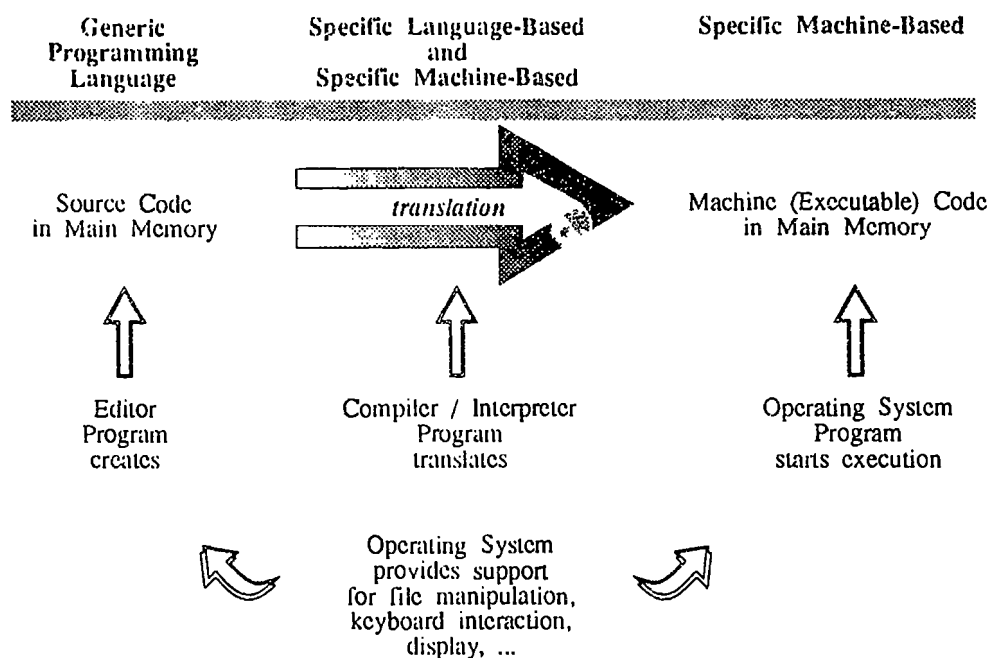 Generic
Programming
Language
Specific Language-Based
and
Specific Machine-Based
Specific Machine-Based
Source Code
in Main Memory
translation
Machine (Executable) Code
in Main Memory
Editor
Program
creates
Compiler / Interpreter
Program
translates
Operating System
Program
starts execution
Operating System
provides support
for file manipulation,
keyboard interaction,
display, ...